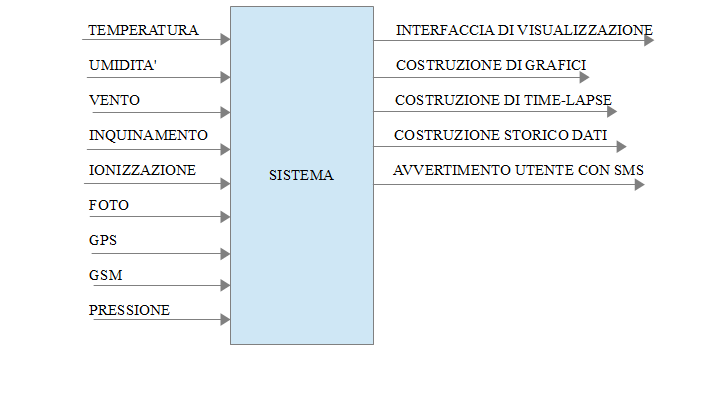 TEMPERATURA
UMIDITA'
VENTO
INQUINAMENTO
IONIZZAZIONE
FOTO
GPS
GSM
PRESSIONE
SISTEMA
INTERFACCIA DI VISUALIZZAZIONE
COSTRUZIONE DI GRAFICI
COSTRUZIONE DI TIME-LAPSE
COSTRUZIONE STORICO DATI
AVVERTIMENTO UTENTE CON SMS